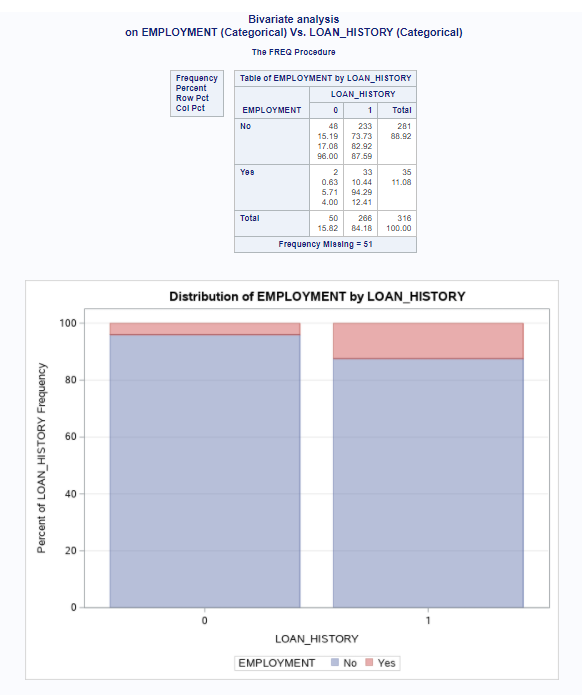 Bivariate analysis
on EMPLOYMENT (Categorical) Vs. LOAN_HISTORY (Categorical)
The FREQ Procedure
Frequency
Percent
Row Pct
Col Pct
Table of EMPLOYMENT by LOAN_HISTORY
LOAN_HISTORY
EMPLOYMENT 0 1 Total
No 48 233 281
15.19 73.73 88.92
17.08 82.92
96.00 87.59
Yes 2 33 35
0.63 10.44 11.08
5.71 94.29
4.00 12.41
Total 50 266 316
15.82 84.18 100.00
Frequency Missing = 51
Distribution of EMPLOYMENT by LOAN_HISTORY
Percent of LOAN_HISTORY Frequency
100
80
60
40
20
0
0 1
LOAN_HISTORY
EMPLOYMENT No Yes